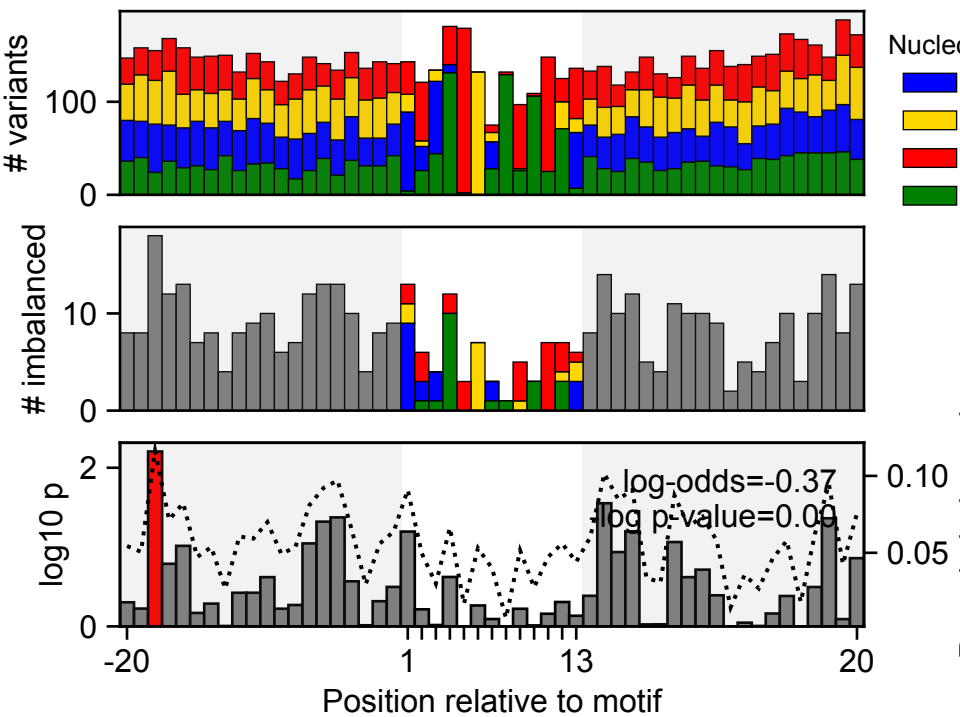 # variants
100
0
Nucleo
# imbalanced
10
0
log10 p
2
0
log-odds=-0.37
-log p-value=0.00
0.10
0.05
-20
1
13
20
Position relative to motif